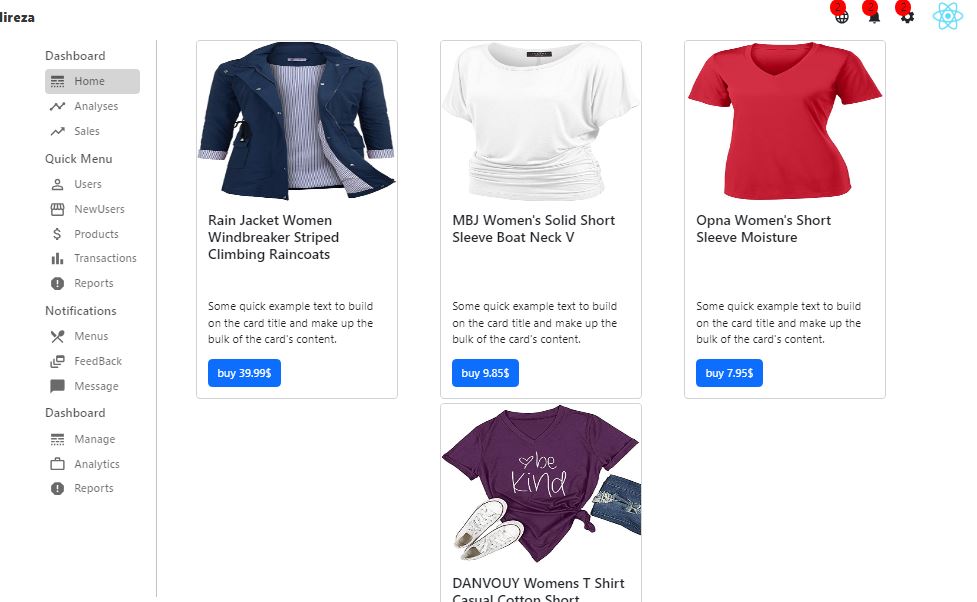 lireza
Dashboard
Home
Analyses
Sales
Quick Menu
Users
NewUsers
Products
Transactions
Reports
Notifications
Menus
FeedBack
Message
Dashboard
Manage
Analytics
Reports
Rain Jacket Women
Windbreaker Striped
Climbing Raincoats
Some quick example text to build
on the card title and make up the
bulk of the card's content.
buy 39.99$
MBJ Women's Solid Short
Sleeve Boat Neck V
Some quick example text to build
on the card title and make up the
bulk of the card's content.
buy 9.85$
Opna Women's Short
Sleeve Moisture
Some quick example text to build
on the card title and make up the
bulk of the card's content.
buy 7.95$
be
kind
DANVOUY Womens T Shirt
Casual Cotton Short